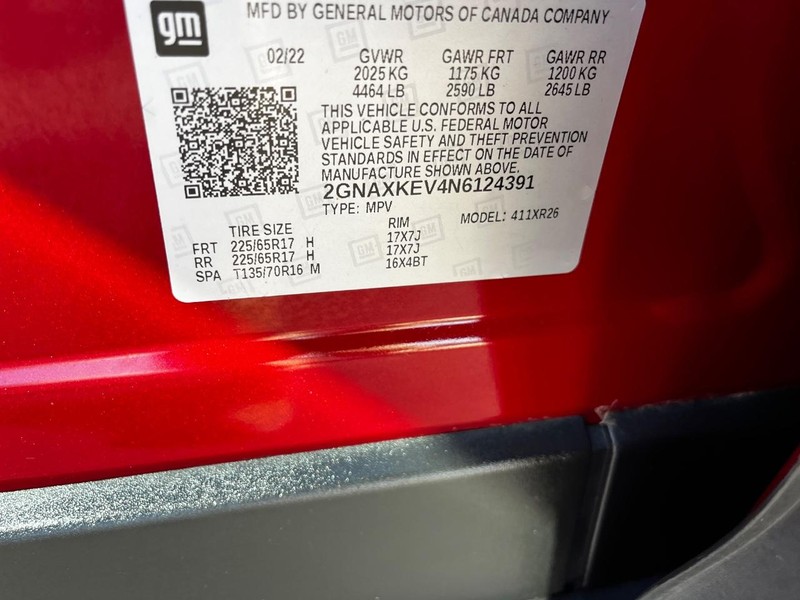 gm
MFD BY GENERAL MOTORS OF CANADA COMPANY
02/22 GVWR GAWR FRT GAWR RR
2025 KG 1175 KG 1200 KG
4464 LB 2590 LB 2645 LB
THIS VEHICLE CONFORMS TO ALL
APPLICABLE U.S. FEDERAL MOTOR
VEHICLE SAFETY AND THEFT PREVENTION
STANDARDS IN EFFECT ON THE DATE OF
MANUFACTURE SHOWN ABOVE.
2GNAXKEV4N6124391
TYPE: MPV MODEL: 411XR26
TIRE SIZE RIM
FRT 225/65R17 H 17X7J
RR 225/65R17 H 17X7J
SPA T135/70R16 M 16X4BT